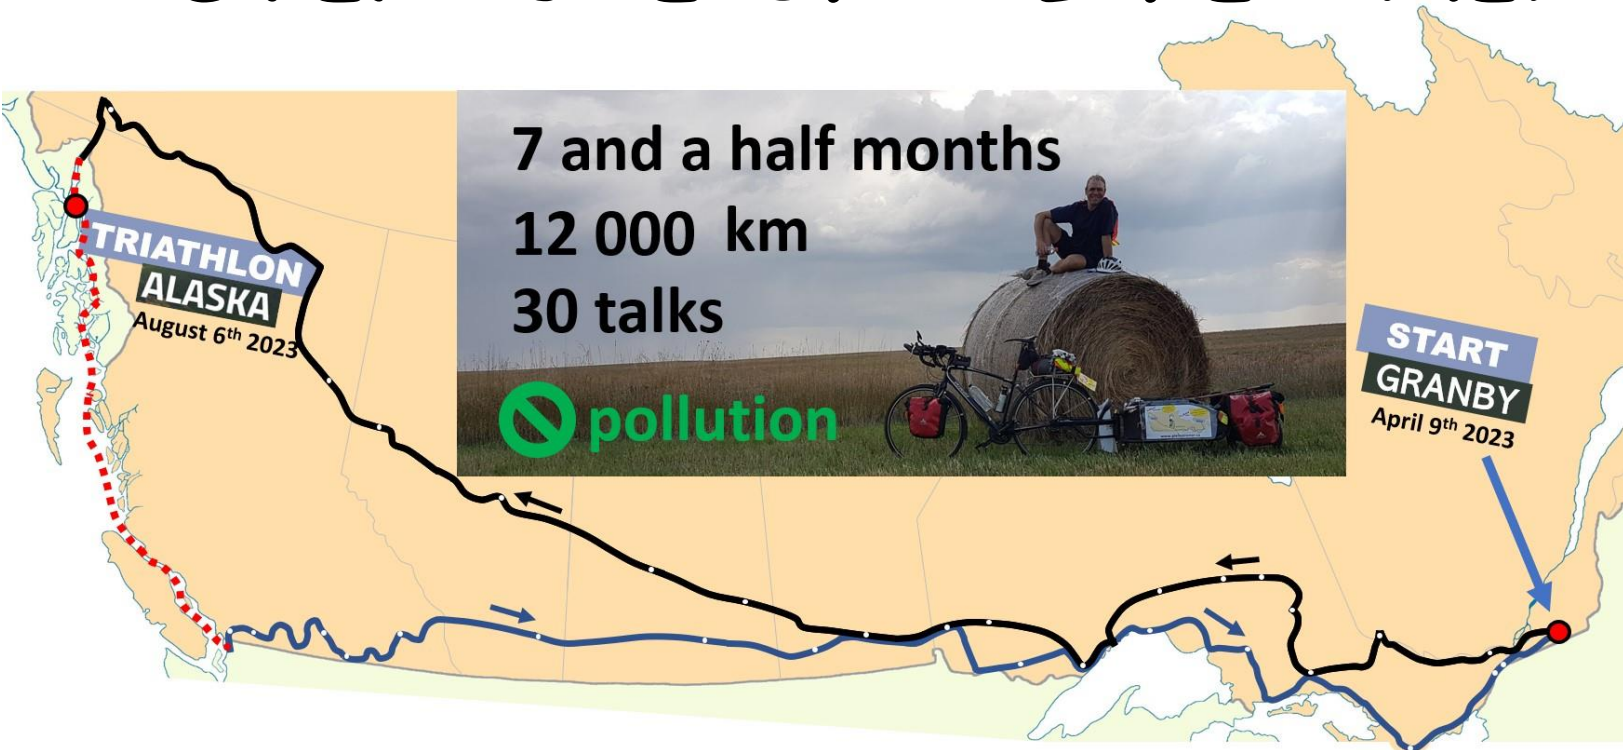 7 and a half months
12 000 km
30 talks
pollution
TRIATHLON
ALASKA
August 6th 2023
START
GRANBY
April 9th 2023